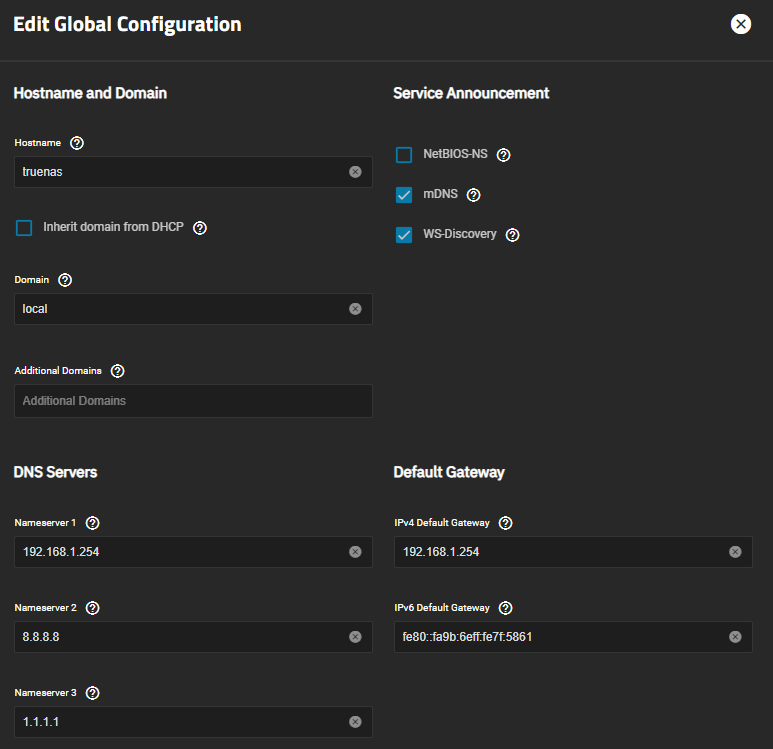 Edit Global Configuration
Hostname and Domain
Hostname
truenas
Inherit domain from DHCP
Domain
local
Additional Domains
Additional Domains
Service Announcement
NetBIOS-NS
mDNS
WS-Discovery
DNS Servers
Nameserver 1
192.168.1.254
Nameserver 2
8.8.8.8
Nameserver 3
1.1.1.1
Default Gateway
IPv4 Default Gateway
192.168.1.254
IPv6 Default Gateway
fe80::fa9b:6eff:fe7f:5861